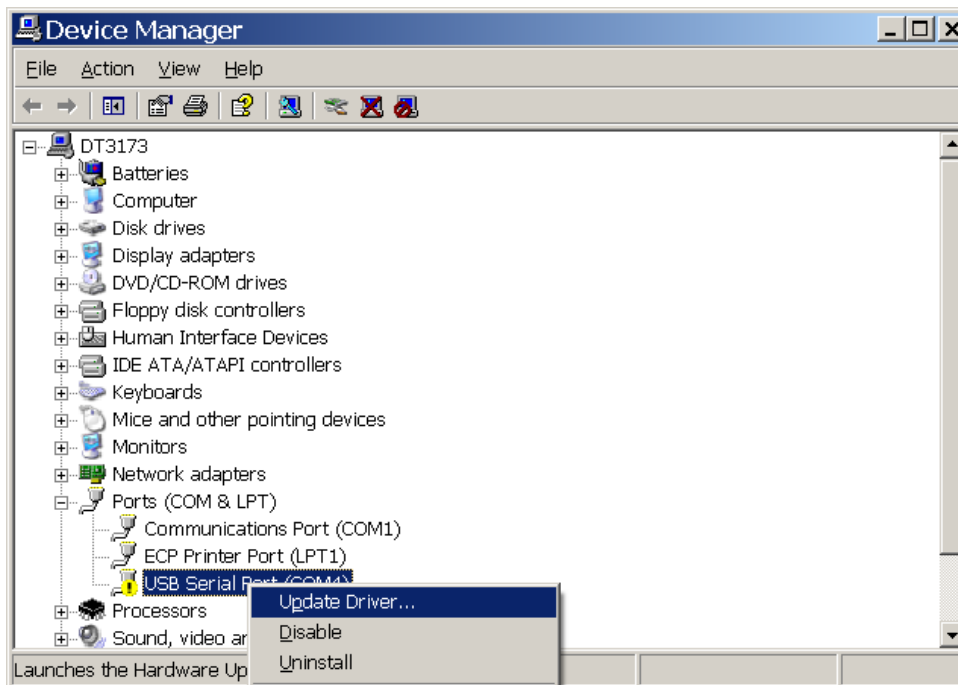 Device Manager
File Action View Help
DT3173
Batteries
Computer
Disk drives
Display adapters
DVD/CD-ROM drives
Floppy disk controllers
Human Interface Devices
IDE ATA/ATAPI controllers
Keyboards
Mice and other pointing devices
Monitors
Network adapters
Ports (COM & LPT)
Communications Port (COM1)
ECP Printer Port (LPT1)
USB Serial Port (COM4)
Update Driver...
Processors
Disable
Sound, video
Uninstall
Launches the Hardware